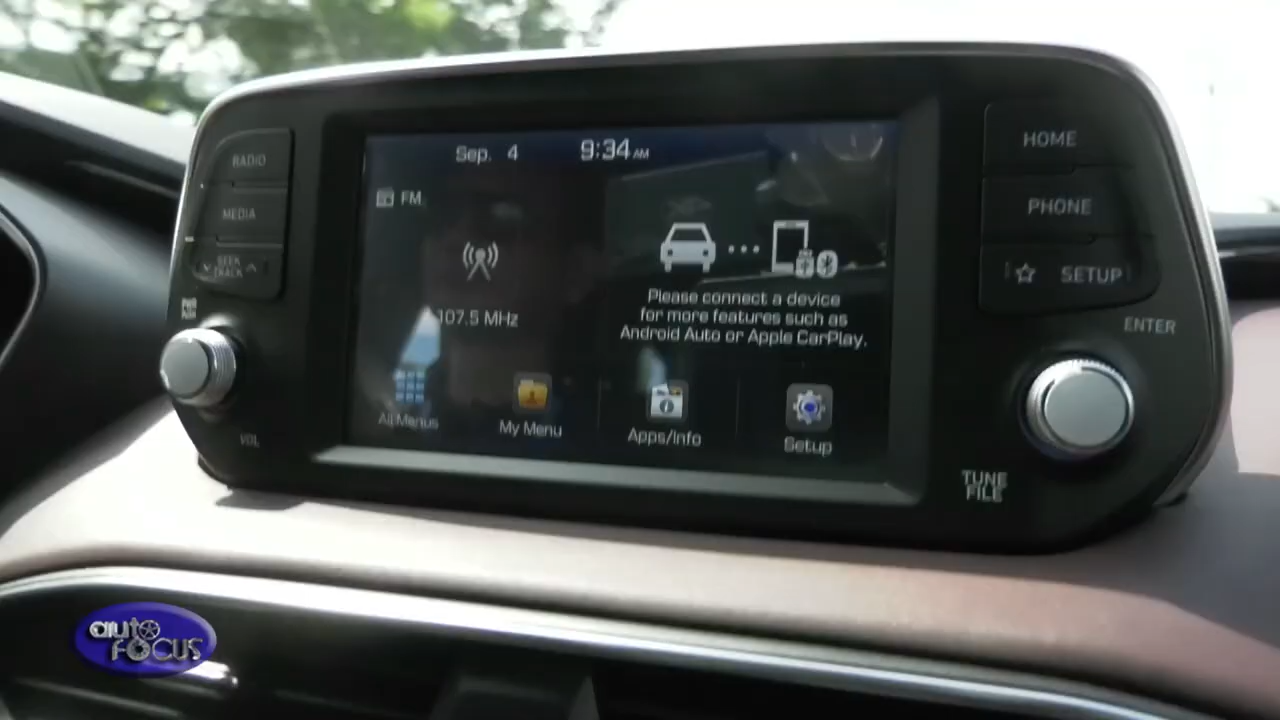 Sep. 4
9:34 AM
RADIO
MEDIA
SEEK
TRACK
PWR
VOL
FM
107.5 MHz
Please connect a device
for more features such as
Android Auto or Apple CarPlay.
All Menus
My Menu
Apps/Info
Setup
HOME
PHONE
SETUP
ENTER
TUNE
FILE
auto
FOCUS